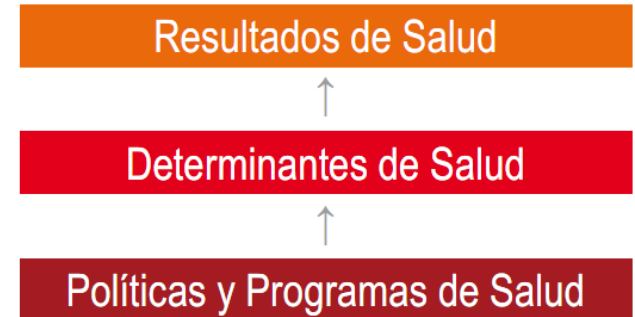 Resultados de Salud
Determinantes de Salud
Políticas y Programas de Salud